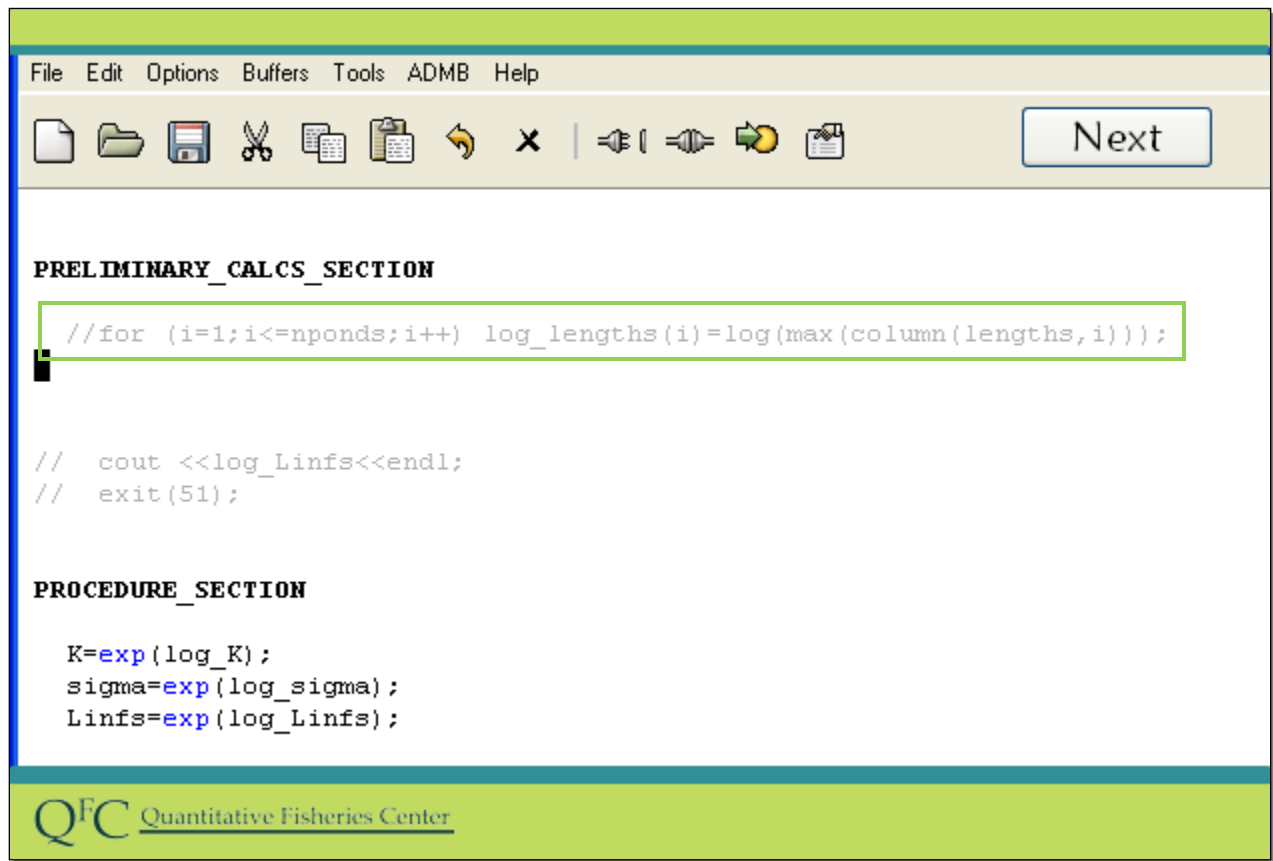 File Edit Options Buffers Tools ADMB Help
Next
PRELIMINARY_CALCS_SECTION
//for (i=1;i<=nponds;i++) log_lengths(i)=log(max(column(lengths,i)));
// cout <<log_Linfs<<endl;
// exit(51);
PROCEDURE_SECTION
K=exp(log_K);
sigma=exp(log_sigma);
Linfs=exp(log_Linfs);
QFC Quantitative Fisheries Center